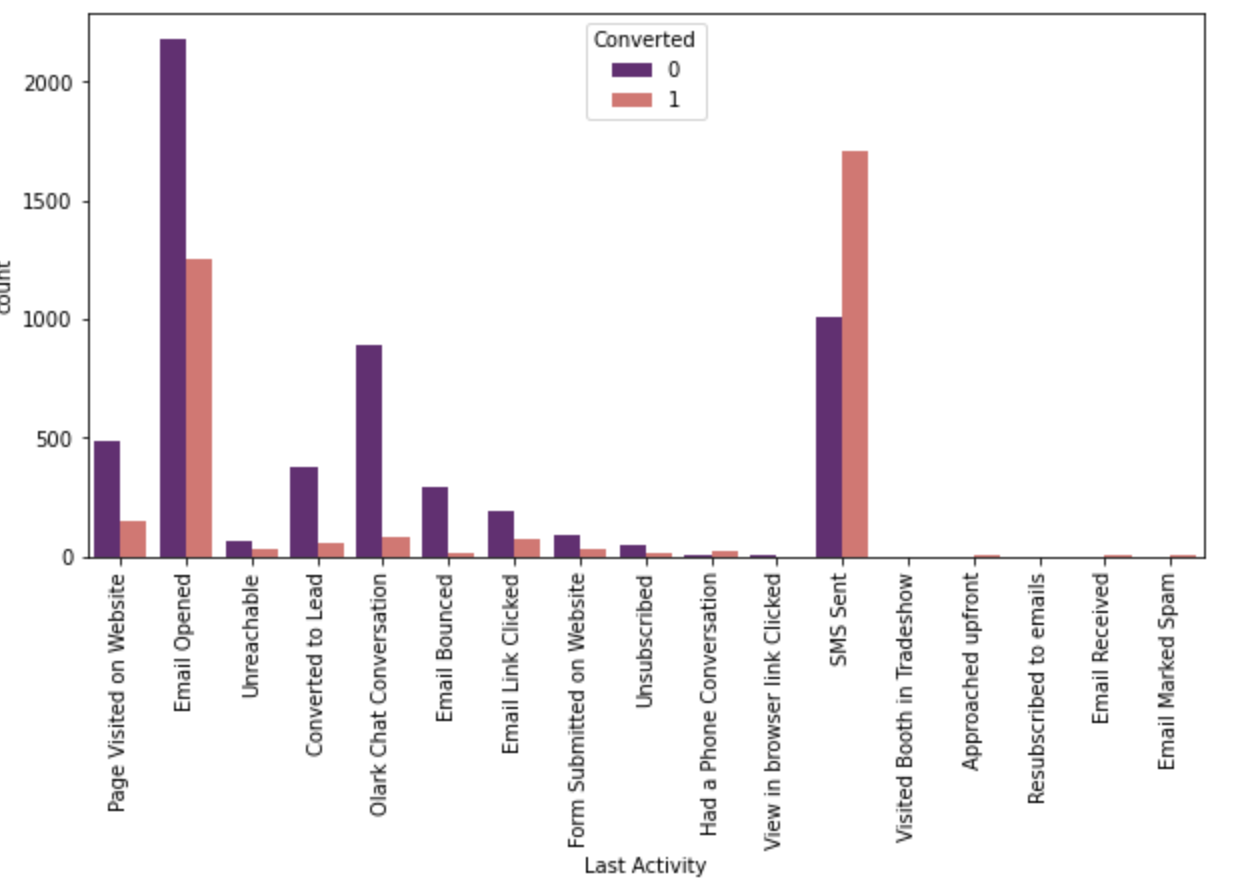 Converted
0
1
2000
1500
1000
500
0
count
Page Visited on Website
Email Opened
Unreachable
Converted to Lead
Olark Chat Conversation
Email Bounced
Email Link Clicked
Form Submitted on Website
Unsubscribed
Had a Phone Conversation
View in browser link Clicked
SMS Sent
Visited Booth in Tradeshow
Approached upfront
Resubscribed to emails
Email Received
Email Marked Spam
Last Activity